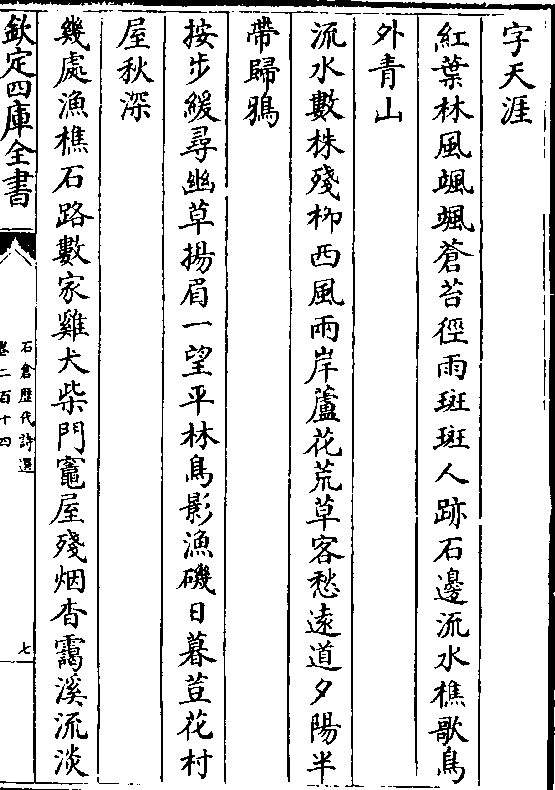 字天涯
紅葉林風颯颯蒼苔徑雨斑斑人跡石邊流水樵歌鳥
外青山
流水數株殘栁西風兩岸蘆花荒草客愁遠道夕陽半
帶歸鴉
按步緩尋幽草揚眉一望平林鳥影漁磯日暮荳花村
屋秋深
幾處漁樵石路數家雞犬柴門竈屋殘烟杳靄溪流淡
欽定四庫全書
石倉歴代詩選
卷二百十四
七